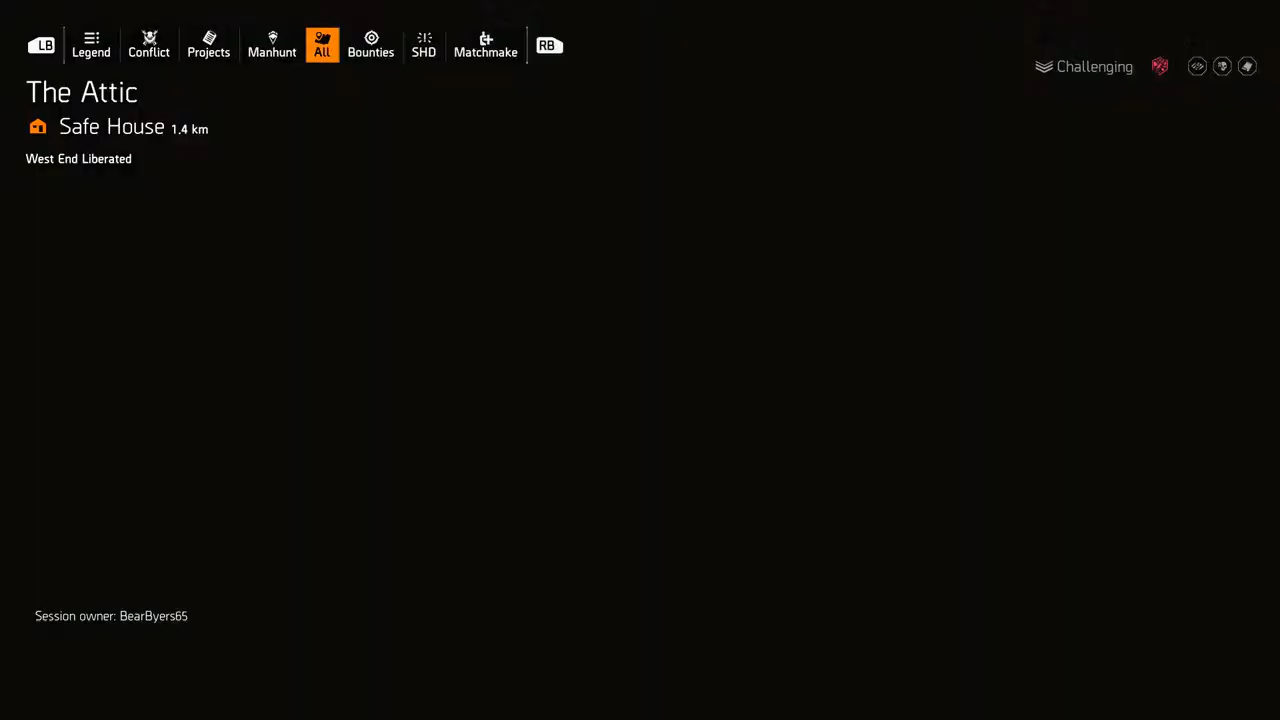 LB Legend Conflict Projects Manhunt All Bounties SHD Matchmake RB
Challenging
The Attic
Safe House 1.4 km
West End Liberated
Session owner: BearByers65